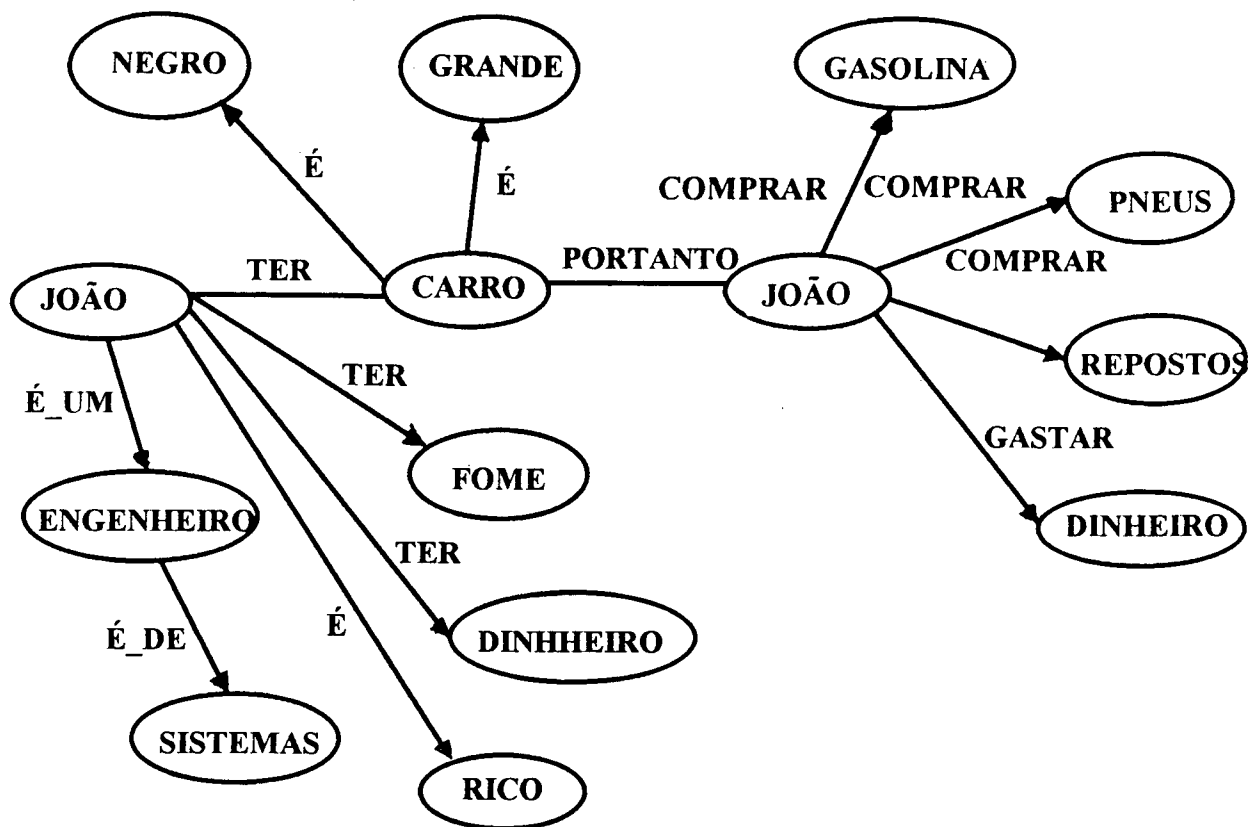 NEGRO
GRANDE
GASOLINA
É
É
COMPRAR
COMPRAR
PNEUS
TER
PORTANTO
COMPRAR
JOÃO
CARRO
JOÃO
TER
REPOSTOS
É_UM
GASTAR
FOME
ENGENHEIRO
TER
DINHEIRO
É_DE
É
DINHHEIRO
SISTEMAS
RICO